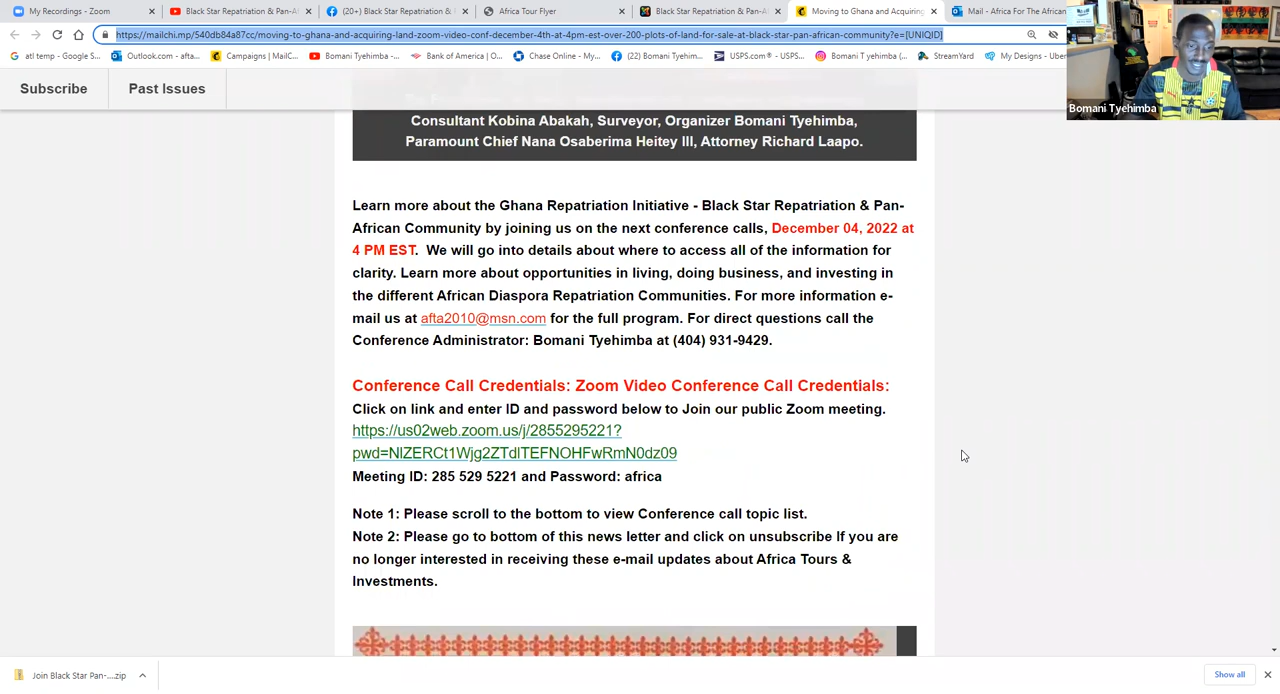 My Recordings - Zoom
Black Star Repatriation & Pan-Af
(20+) Black Star Repatriation &
Africa Tour Flyer
Black Star Repatriation & Pan-A
Moving to Ghana and Acquiring
Mail - Africa For The African
https://mailchi.mp/540db84a87cc/moving-to-ghana-and-acquring-land-zoom-video-conf-december-4th-at-4pm-est-over-200-plots-of-land-for-sale-at-black-star-pan-african-community?e=[UNIQID]
atl temp - Google S...
Outlook.com - afta...
Campaigns | MailC...
Bomani Tyehimba -...
Bank of America | O...
Chase Online - My...
(22) Bomani Tyehim...
USPS.com® - USPS...
Bomani T yehimba (...
StreamYard
My Designs - Uber
Bomani Tyehimba
Subscribe
Past Issues
Consultant Kobina Abakah, Surveyor, Organizer Bomani Tyehimba,
Paramount Chief Nana Osaberima Heitey III, Attorney Richard Laapo.
Learn more about the Ghana Repatriation Initiative - Black Star Repatriation & Pan-
African Community by joining us on the next conference calls, December 04, 2022 at
4 PM EST. We will go into details about where to access all of the information for
clarity. Learn more about opportunities in living, doing business, and investing in
the different African Diaspora Repatriation Communities. For more information e-
mail us at afta2010@msn.com for the full program. For direct questions call the
Conference Administrator: Bomani Tyehimba at (404) 931-9429.
Conference Call Credentials: Zoom Video Conference Call Credentials:
Click on link and enter ID and password below to Join our public Zoom meeting.
https://us02web.zoom.us/j/2855295221?
pwd=NlZERCt1Wjg2ZTdlTEFNOHFwRmN0dz09
Meeting ID: 285 529 5221 and Password: africa
Note 1: Please scroll to the bottom to view Conference call topic list.
Note 2: Please go to bottom of this news letter and click on unsubscribe If you are
no longer interested in receiving these e-mail updates about Africa Tours &
Investments.
Join Black Star Pan-....zip
Show all